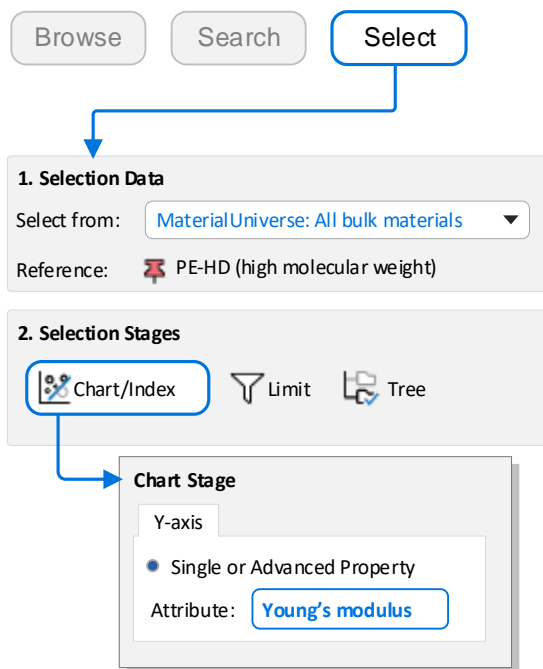 Browse Search Select
1. Selection Data
Select from: MaterialUniverse: All bulk materials
Reference: PE-HD (high molecular weight)
2. Selection Stages
Chart/Index Limit Tree
Chart Stage
Y-axis
Single or Advanced Property
Attribute: Young's modulus